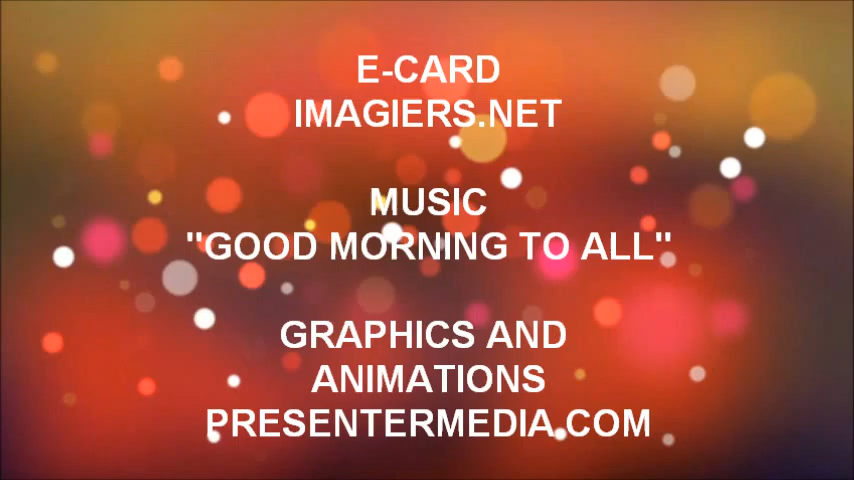 E-CARD
IMAGIERS.NET
MUSIC
"GOOD MORNING TO ALL"
GRAPHICS AND
ANIMATIONS
PRESENTERMEDIA.COM